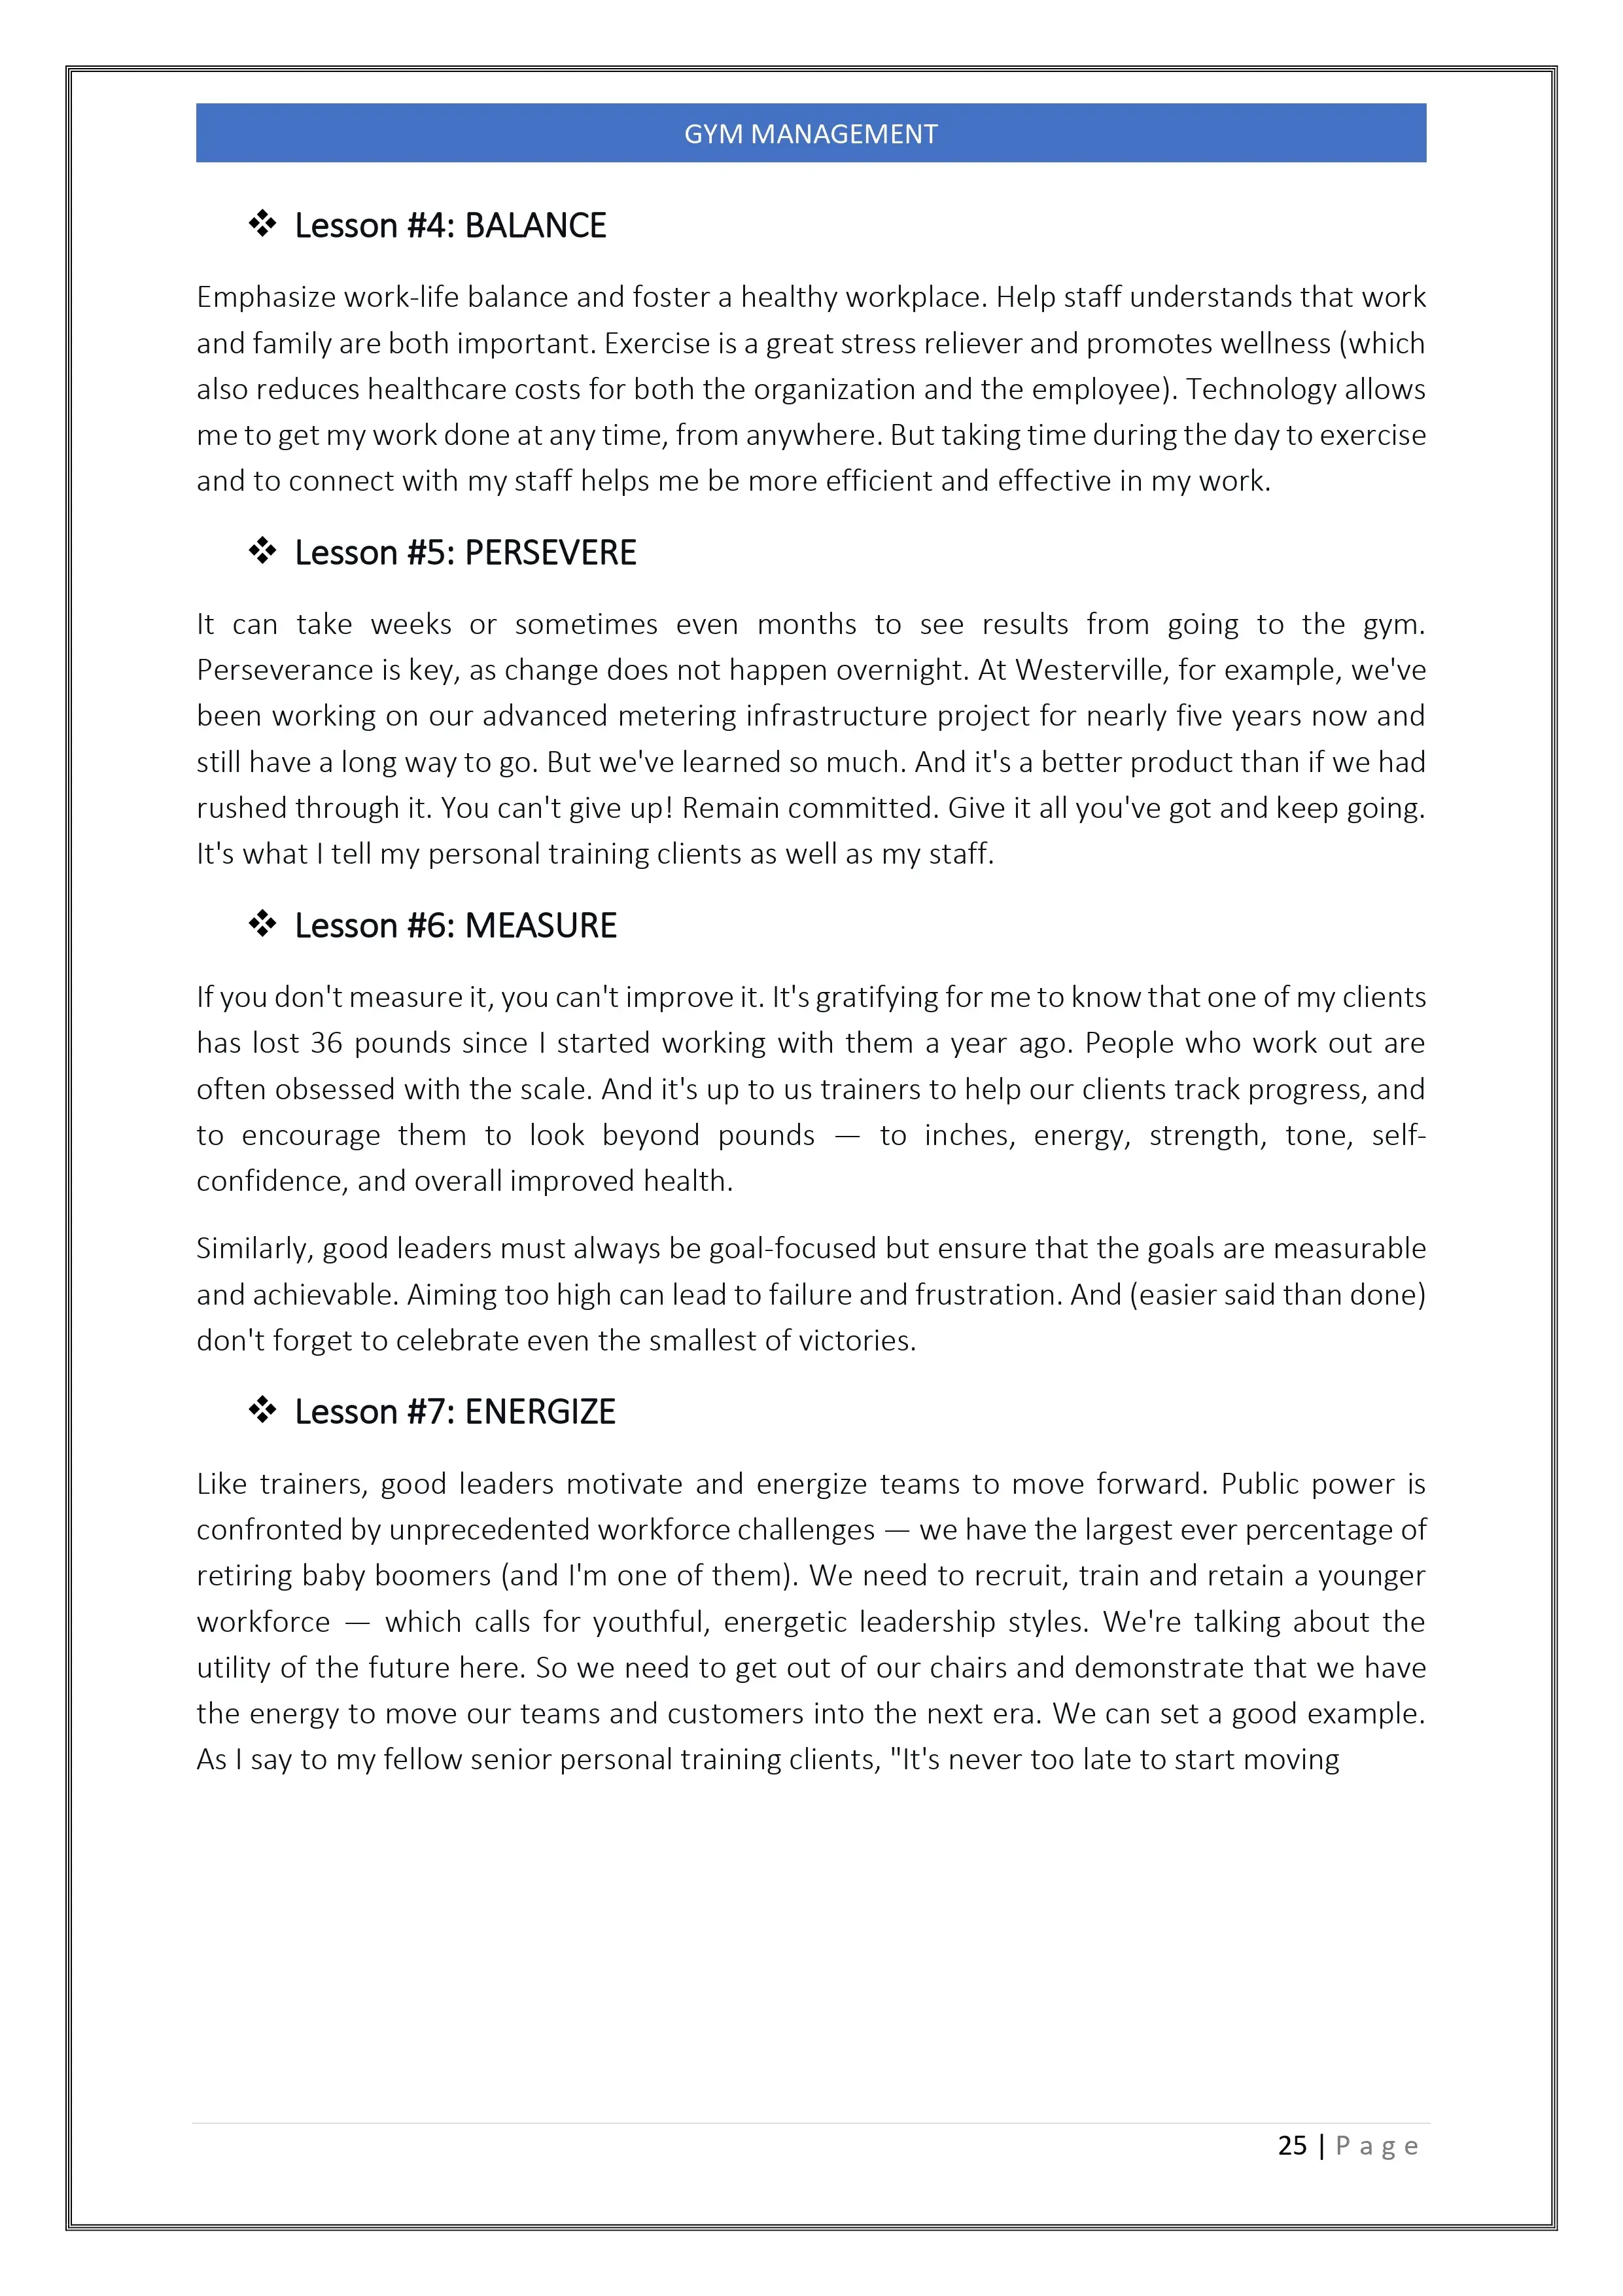 GYM MANAGEMENT
❖ Lesson #4: BALANCE
Emphasize work-life balance and foster a healthy workplace. Help staff understands that work
and family are both important. Exercise is a great stress reliever and promotes wellness (which
also reduces healthcare costs for both the organization and the employee). Technology allows
me to get my work done at any time, from anywhere. But taking time during the day to exercise
and to connect with my staff helps me be more efficient and effective in my work.
❖ Lesson #5: PERSEVERE
It can take weeks or sometimes even months to see results from going to the gym.
Perseverance is key, as change does not happen overnight. At Westerville, for example, we've
been working on our advanced metering infrastructure project for nearly five years now and
still have a long way to go. But we've learned so much. And it's a better product than if we had
rushed through it. You can't give up! Remain committed. Give it all you've got and keep going.
It's what I tell my personal training clients as well as my staff.
❖ Lesson #6: MEASURE
If you don't measure it, you can't improve it. It's gratifying for me to know that one of my clients
has lost 36 pounds since I started working with them a year ago. People who work out are
often obsessed with the scale. And it's up to us trainers to help our clients track progress, and
to encourage them to look beyond pounds — to inches, energy, strength, tone, self-
confidence, and overall improved health.
Similarly, good leaders must always be goal-focused but ensure that the goals are measurable
and achievable. Aiming too high can lead to failure and frustration. And (easier said than done)
don't forget to celebrate even the smallest of victories.
❖ Lesson #7: ENERGIZE
Like trainers, good leaders motivate and energize teams to move forward. Public power is
confronted by unprecedented workforce challenges — we have the largest ever percentage of
retiring baby boomers (and I'm one of them). We need to recruit, train and retain a younger
workforce — which calls for youthful, energetic leadership styles. We're talking about the
utility of the future here. So we need to get out of our chairs and demonstrate that we have
the energy to move our teams and customers into the next era. We can set a good example.
As I say to my fellow senior personal training clients, "It's never too late to start moving
25 | P a g e